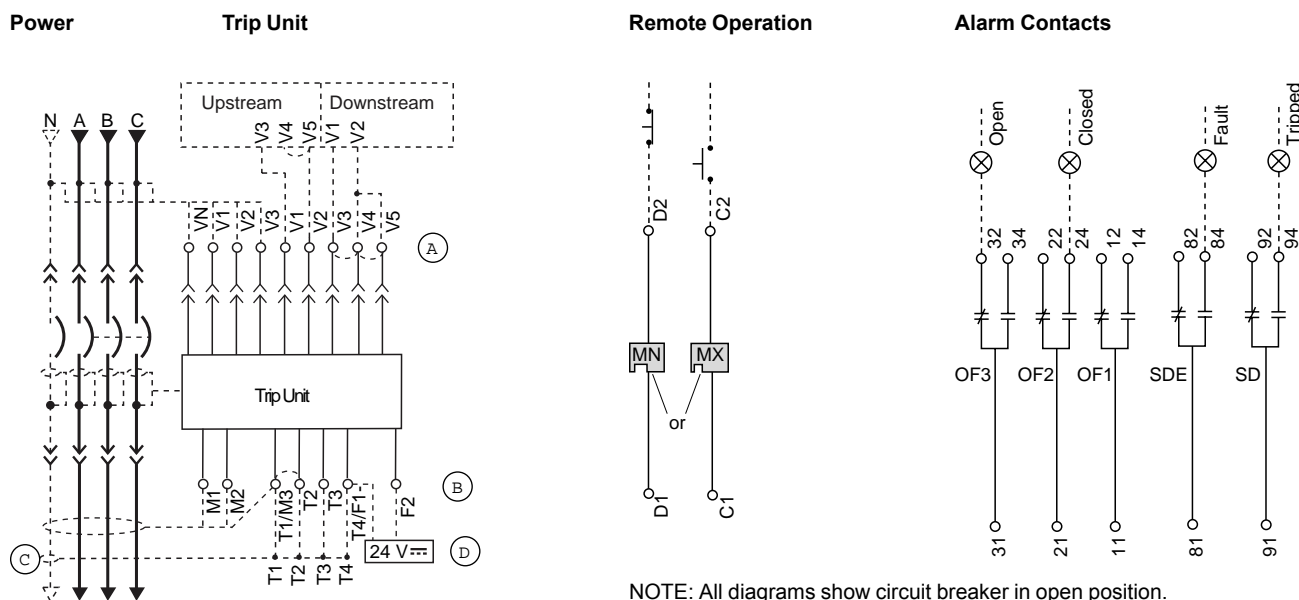 Power
Trip Unit
Remote Operation
Alarm Contacts
Upstream
Downstream
V3
V4
V5
V1
V2
N
A
B
C
VN
V1
V2
V3
V1
V2
V3
V4
V5
A
Trip Unit
M1
M2
T1/M3
T2
T3
T4/F1-
F2
B
C
T1
T2
T3
T4
24 V
D
D2
C2
MN
MX
or
D1
C1
Open
Closed
Fault
Tripped
32
34
22
24
12
14
82
84
92
94
OF3
OF2
OF1
SDE
SD
31
21
11
81
91
NOTE: All diagrams show circuit breaker in open position.